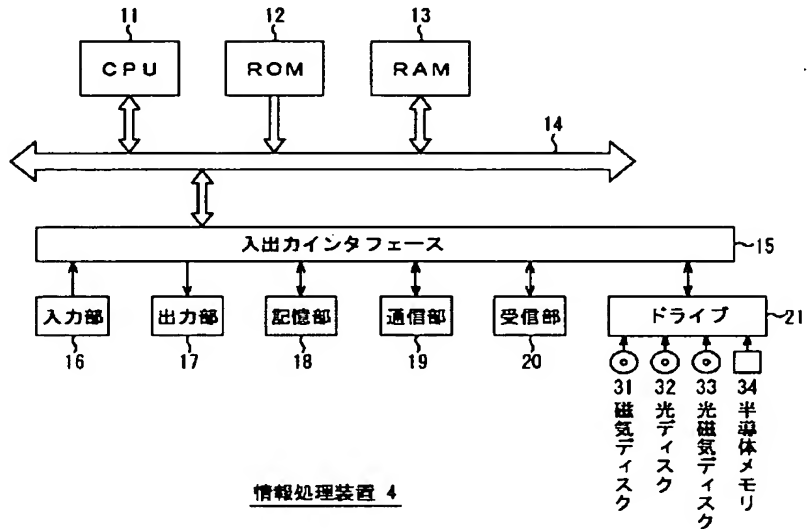 11 12 13
CPU ROM RAM
14
入出力インタフェース 15
入力部 出力部 記憶部 通信部 受信部 ドライブ 21
16 17 18 19 20
31 32 33 34
磁気ディスク
光ディスク
光磁気ディスク
半導体メモリ
情報処理装置 4